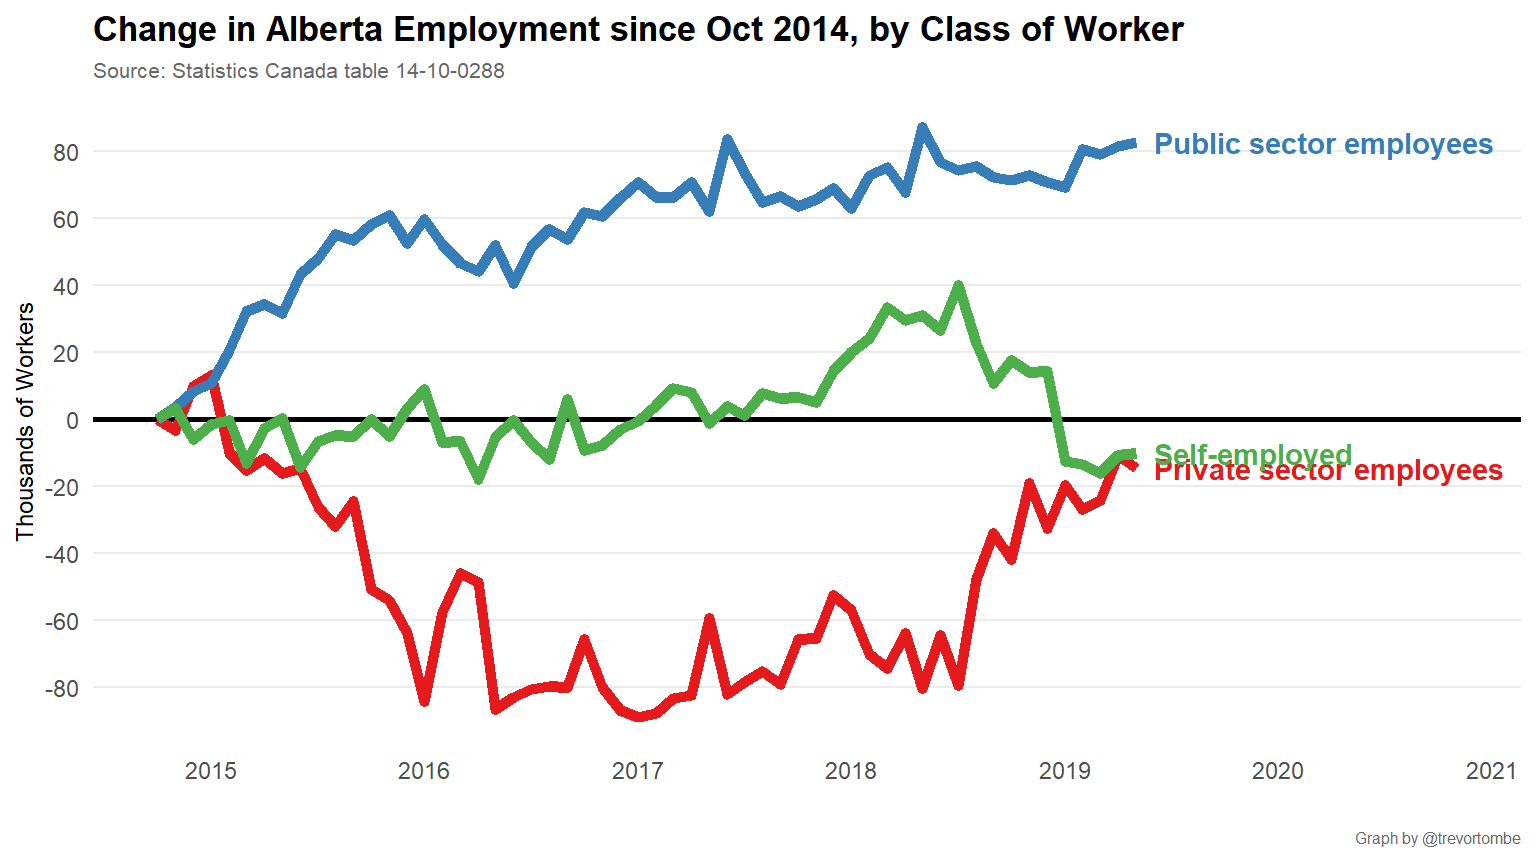 Change in Alberta Employment since Oct 2014, by Class of Worker
Source: Statistics Canada table 14-10-0288
Thousands of Workers
80
60
40
20
0
-20
-40
-60
-80
Public sector employees
Self-employed
Private sector employees
2015 2016 2017 2018 2019 2020 2021
Graph by @trevortombe